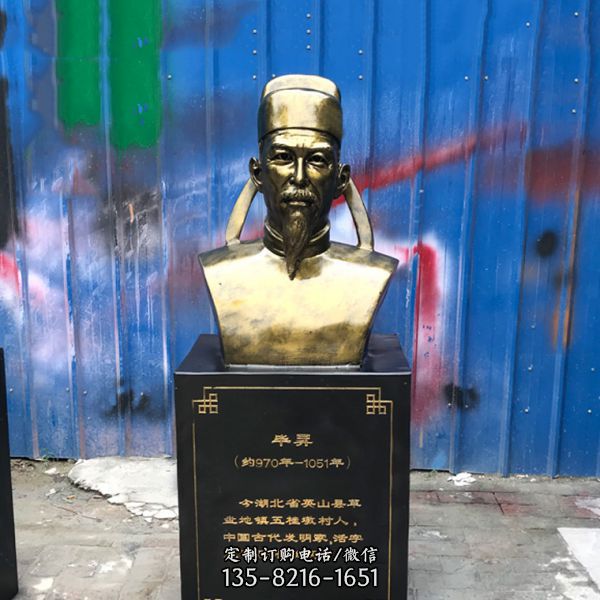 毕昇
(约970年-1051年)
今湖北省英山县草
业地镇五桂墩村人,
中国古代发明家,活字
定制订购电话/微信
135-8216-1651